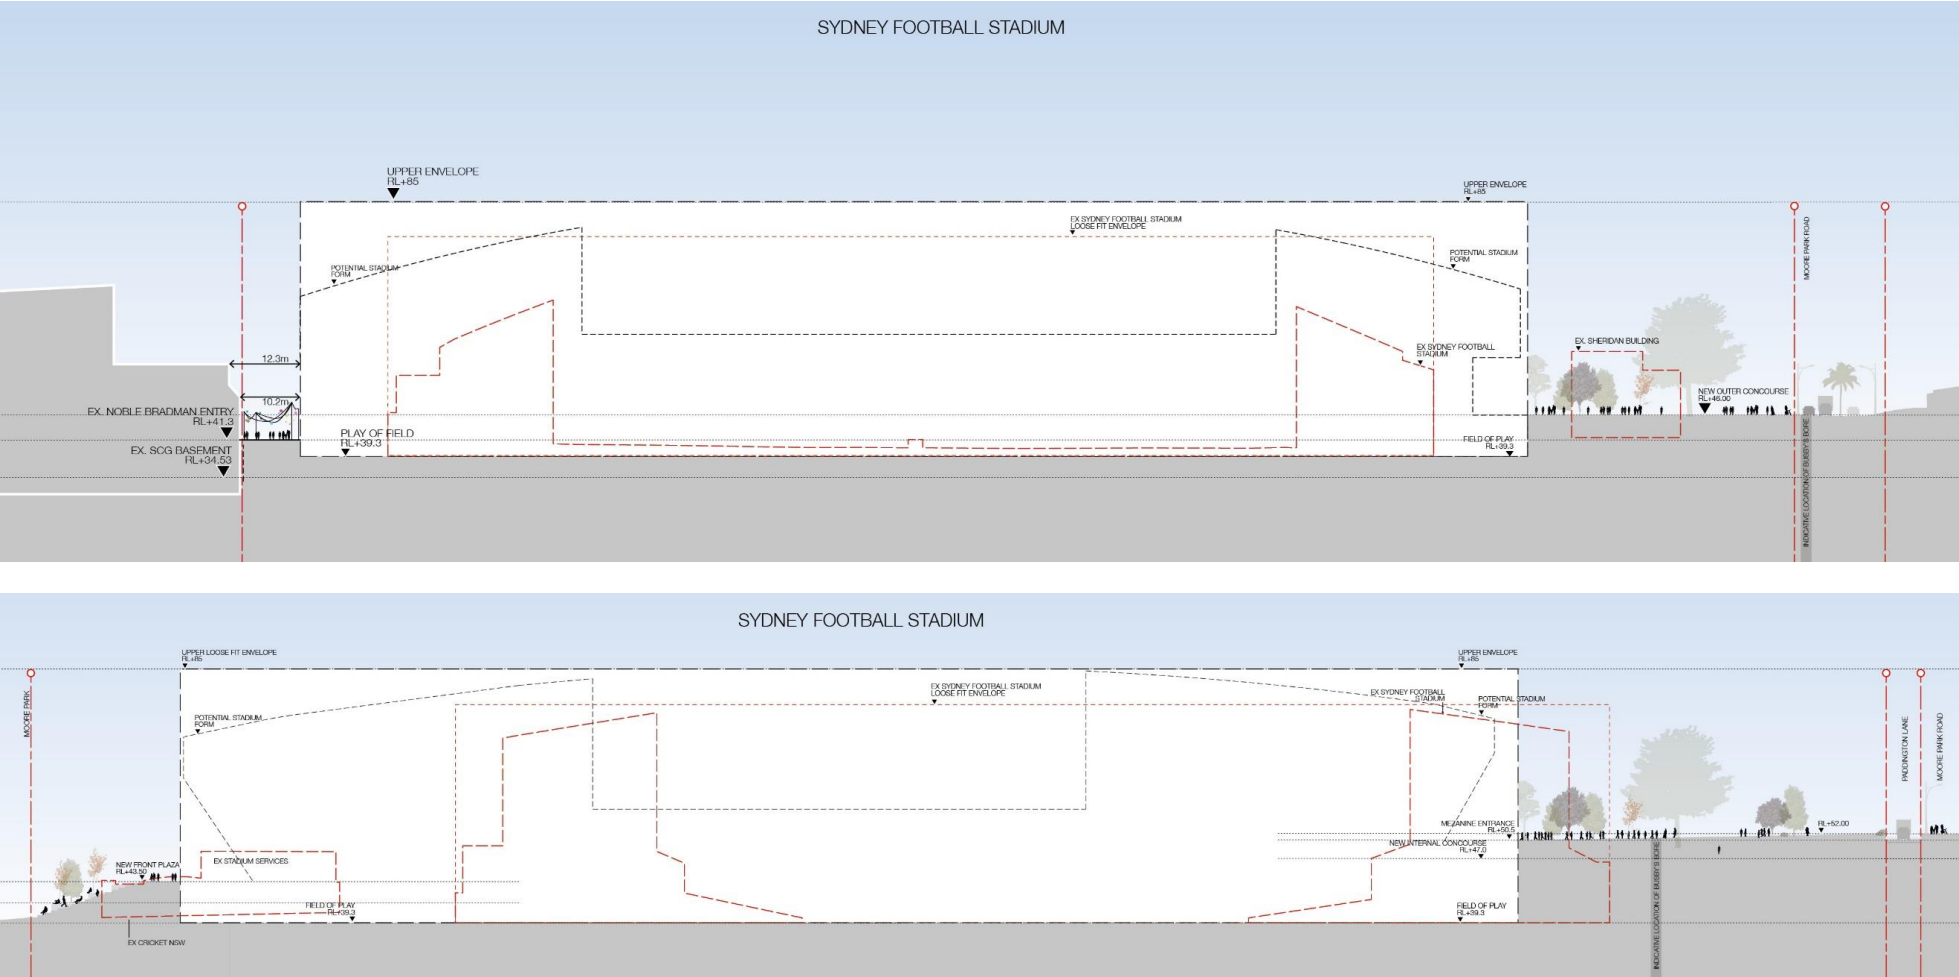 SYDNEY FOOTBALL STADIUM
UPPER ENVELOPE
RL+85
UPPER ENVELOPE
RL+85
EX SYDNEY FOOTBALL STADIUM
LOOSE FIT ENVELOPE
MOORE PARK ROAD
POTENTIAL STADIUM
FORM
POTENTIAL STADIUM
FORM
EX. SHERIDAN BUILDING
EX SYDNEY FOOTBALL
STADIUM
12.3m
NEW OUTER CONCOURSE
RL+46.00
10.2m
EX. NOBLE BRADMAN ENTRY
RL+41.3
PLAY OF FIELD
RL+39.3
FIELD OF PLAY
RL+39.3
EX. SCG BASEMENT
RL+34.53
INDICATIVE LOCATION OF BUSBY'S BORE
SYDNEY FOOTBALL STADIUM
UPPER LOOSE FIT ENVELOPE
RL+85
UPPER ENVELOPE
RL+85
MOORE PARK
EX SYDNEY FOOTBALL STADIUM
LOOSE FIT ENVELOPE
EX SYDNEY FOOTBALL
STADIUM
POTENTIAL STADIUM
FORM
POTENTIAL STADIUM
FORM
PADDINGTON LANE
MOORE PARK ROAD
MEZANINE ENTRANCE
RL+50.5
RL+52.00
NEW INTERNAL CONCOURSE
RL+47.0
NEW FRONT PLAZA
RL+43.50
EX STADIUM SERVICES
FIELD OF PLAY
RL+39.3
FIELD OF PLAY
RL+39.3
EX CRICKET NSW
INDICATIVE LOCATION OF BUSBY'S BORE